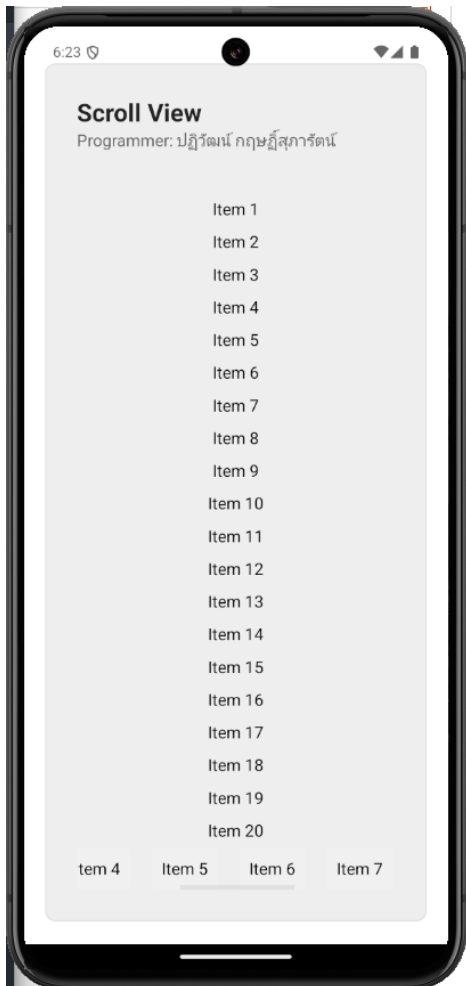 6:23
Scroll View
Programmer: ปฏิวัฒน์ กฤษฏิ์สุภารัตน์
Item 1
Item 2
Item 3
Item 4
Item 5
Item 6
Item 7
Item 8
Item 9
Item 10
Item 11
Item 12
Item 13
Item 14
Item 15
Item 16
Item 17
Item 18
Item 19
Item 20
tem 4 Item 5 Item 6 Item 7